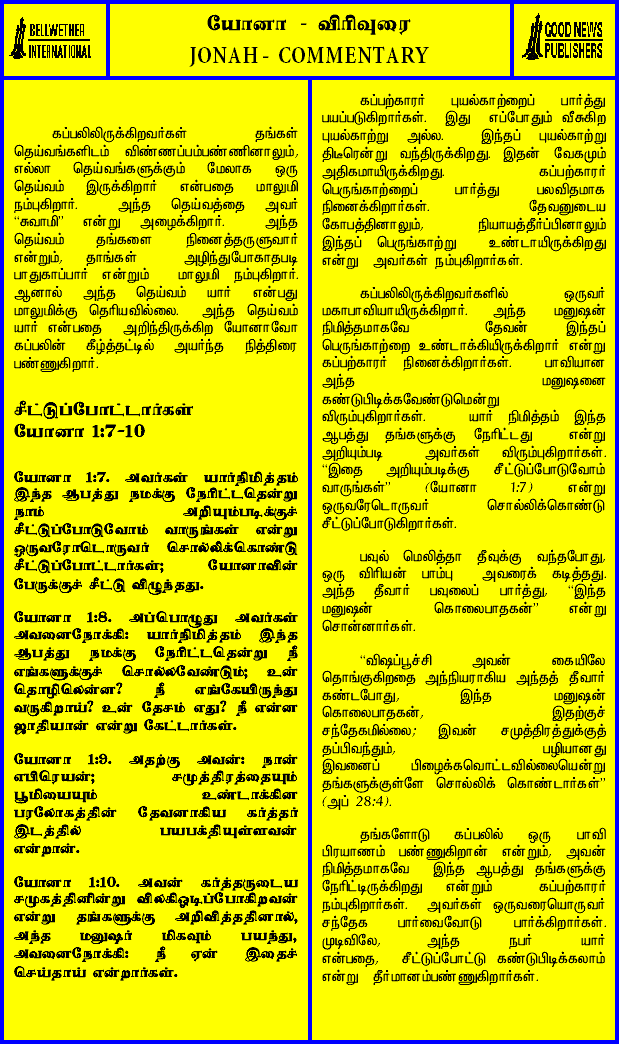 BELLWETHER
INTERNATIONAL
யோனா - விரிவுரை
JONAH - COMMENTARY
GOOD NEWS
PUBLISHERS
கப்பலிலிருக்கிறவர்கள் தங்கள்
தெய்வங்களிடம் விண்ணப்பம்பண்ணினாலும்,
எல்லா தெய்வங்களுக்கும் மேலாக ஒரு
தெய்வம் இருக்கிறார் என்பதை மாலுமி
நம்புகிறார். அந்த தெய்வத்தை அவர்
“சுவாமி” என்று அழைக்கிறார். அந்த
தெய்வம் தங்களை நினைத்தருளுவார்
என்றும், தாங்கள் அழிந்துபோகாதபடி
பாதுகாப்பார் என்றும் மாலுமி நம்புகிறார்.
ஆனால் அந்த தெய்வம் யார் என்பது
மாலுமிக்கு தெரியவில்லை. அந்த தெய்வம்
யார் என்பதை அறிந்திருக்கிற யோனாவோ
கப்பலின் கீழ்த்தட்டில் அயர்ந்த நித்திரை
பண்ணுகிறார்.
சீட்டுப்போட்டார்கள்
யோனா 1:7-10
யோனா 1:7. அவர்கள் யார்நிமித்தம்
இந்த ஆபத்து நமக்கு நேரிட்டதென்று
நாம் அறியும்படிக்குச்
சீட்டுப்போடுவோம் வாருங்கள் என்று
ஒருவரோடொருவர் சொல்லிக்கொண்டு
சீட்டுப்போட்டார்கள்; யோனாவின்
பேருக்குச் சீட்டு விழுந்தது.
யோனா 1:8. அப்பொழுது அவர்கள்
அவனைநோக்கி: யார்நிமித்தம் இந்த
ஆபத்து நமக்கு நேரிட்டதென்று நீ
எங்களுக்குச் சொல்லவேண்டும்; உன்
தொழிலென்ன? நீ எங்கேயிருந்து
வருகிறாய்? உன் தேசம் எது? நீ என்ன
ஜாதியான் என்று கேட்டார்கள்.
யோனா 1:9. அதற்கு அவன்: நான்
எபிரெயன்; சமுத்திரத்தையும்
பூமியையும் உண்டாக்கின
பரலோகத்தின் தேவனாகிய கர்த்தர்
இடத்தில் பயபக்தியுள்ளவன்
என்றான்.
யோனா 1:10. அவன் கர்த்தருடைய
சமுகத்தினின்று விலகிஓடிப்போகிறவன்
என்று தங்களுக்கு அறிவித்ததினால்,
அந்த மனுஷர் மிகவும் பயந்து,
அவனைநோக்கி: நீ ஏன் இதைச்
செய்தாய் என்றார்கள்.
கப்பற்காரர் புயல்காற்றைப் பார்த்து
பயப்படுகிறார்கள். இது எப்போதும் வீசுகிற
புயல்காற்று அல்ல. இந்தப் புயல்காற்று
திடீரென்று வந்திருக்கிறது. இதன் வேகமும்
அதிகமாயிருக்கிறது. கப்பற்காரர்
பெருங்காற்றைப் பார்த்து பலவிதமாக
நினைக்கிறார்கள். தேவனுடைய
கோபத்தினாலும், நியாயத்தீர்ப்பினாலும்
இந்தப் பெருங்காற்று உண்டாயிருக்கிறது
என்று அவர்கள் நம்புகிறார்கள்.
கப்பலிலிருக்கிறவர்களில் ஒருவர்
மகாபாவியாயிருக்கிறார். அந்த மனுஷன்
நிமித்தமாகவே தேவன் இந்தப்
பெருங்காற்றை உண்டாக்கியிருக்கிறார் என்று
கப்பற்காரர் நினைக்கிறார்கள். பாவியான
அந்த மனுஷனை
கண்டுபிடிக்கவேண்டுமென்று
விரும்புகிறார்கள். யார் நிமித்தம் இந்த
ஆபத்து தங்களுக்கு நேரிட்டது என்று
அறியும்படி அவர்கள் விரும்புகிறார்கள்.
“இதை அறியும்படிக்கு சீட்டுப்போடுவோம்
வாருங்கள்” (யோனா 1:7) என்று
ஒருவரேடொருவர் சொல்லிக்கொண்டு
சீட்டுப்போடுகிறார்கள்.
பவுல் மெலித்தா தீவுக்கு வந்தபோது,
ஒரு விரியன் பாம்பு அவரைக் கடித்தது.
அந்த தீவார் பவுலைப் பார்த்து, “இந்த
மனுஷன் கொலைபாதகன்” என்று
சொன்னார்கள்.
“விஷப்பூச்சி அவன் கையிலே
தொங்குகிறதை அந்நியராகிய அந்தத் தீவார்
கண்டபோது, இந்த மனுஷன்
கொலைபாதகன், இதற்குச்
சந்தேகமில்லை; இவன் சமுத்திரத்துக்குத்
தப்பிவந்தும், பழியானது
இவனைப் பிழைக்கவொட்டவில்லையென்று
தங்களுக்குள்ளே சொல்லிக் கொண்டார்கள்”
(அப் 28:4).
தங்களோடு கப்பலில் ஒரு பாவி
பிரயாணம் பண்ணுகிறான் என்றும், அவன்
நிமித்தமாகவே இந்த ஆபத்து தங்களுக்கு
நேரிட்டிருக்கிறது என்றும் கப்பற்காரர்
நம்புகிறார்கள். அவர்கள் ஒருவரையொருவர்
சந்தேக பார்வைவோடு பார்க்கிறார்கள்.
முடிவிலே, அந்த நபர் யார்
என்பதை, சீட்டுப்போட்டு கண்டுபிடிக்கலாம்
என்று தீர்மானம்பண்ணுகிறார்கள்.